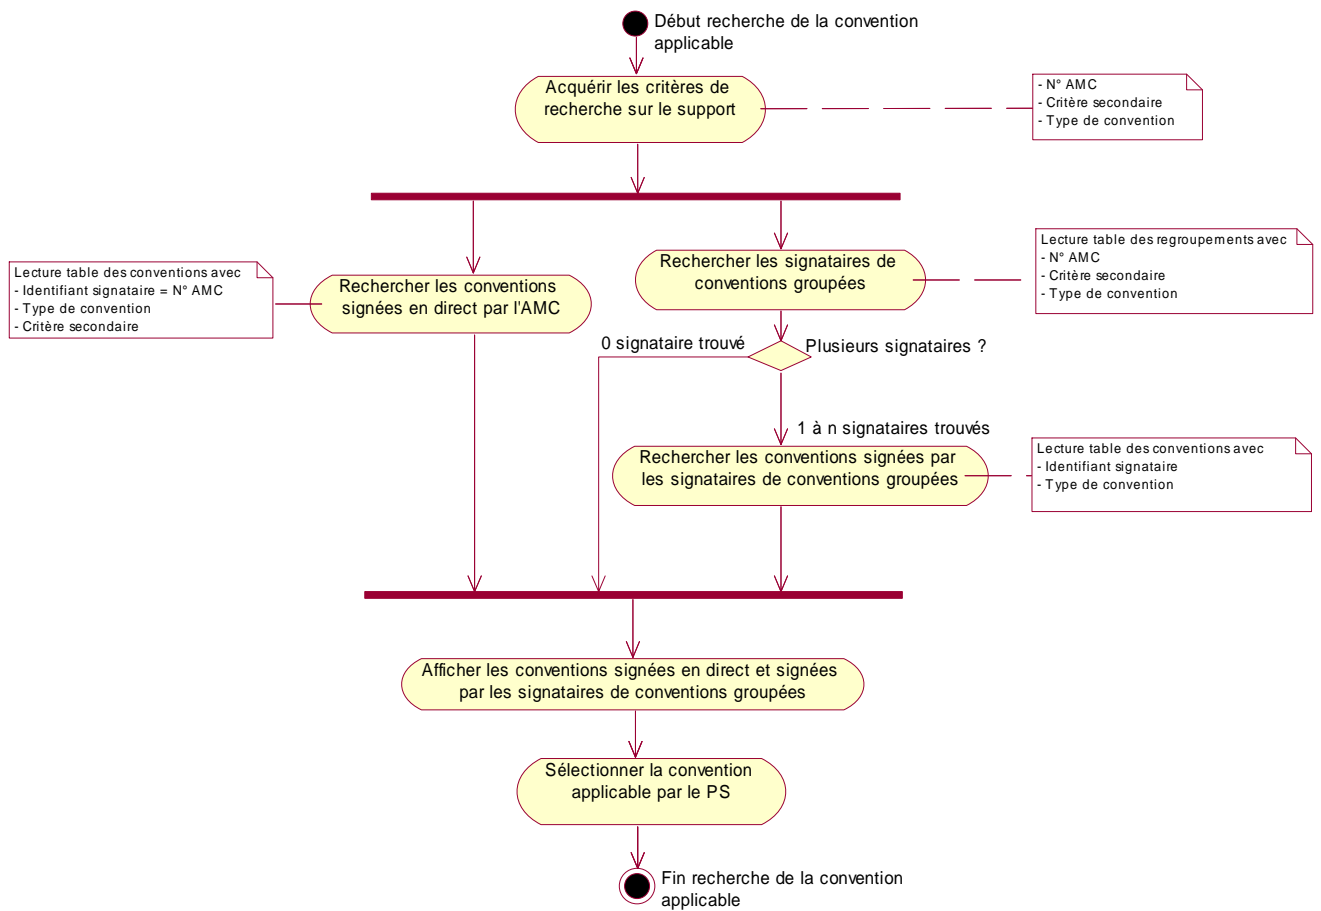 Début recherche de la convention
applicable
Acquérir les critères de
recherche sur le support
- N° AMC
- Critère secondaire
- Type de convention
Lecture table des conventions avec
- Identifiant signataire = N° AMC
- Type de convention
- Critère secondaire
Rechercher les conventions
signées en direct par l'AMC
Rechercher les signataires de
conventions groupées
Lecture table des regroupements avec
- N° AMC
- Critère secondaire
- Type de convention
0 signataire trouvé
Plusieurs signataires ?
1 à n signataires trouvés
Rechercher les conventions signées par
les signataires de conventions groupées
Lecture table des conventions avec
- Identifiant signataire
- Type de convention
Afficher les conventions signées en direct et signées
par les signataires de conventions groupées
Sélectionner la convention
applicable par le PS
Fin recherche de la convention
applicable